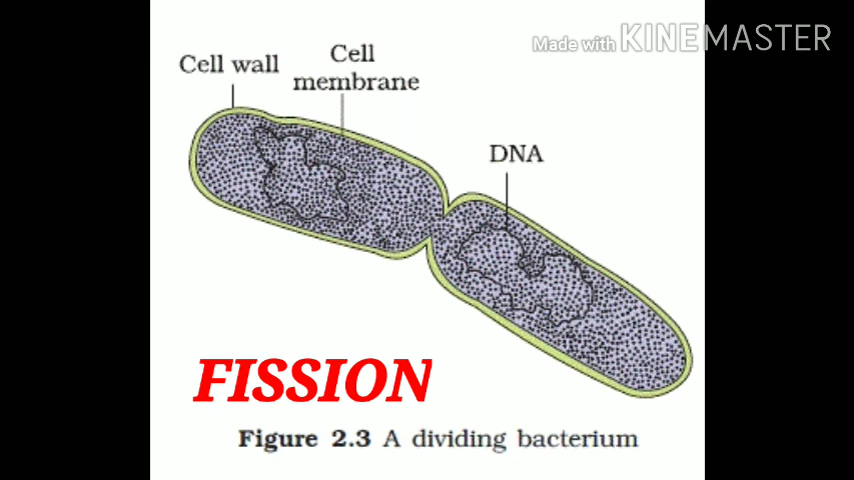 Made with KINEMASTER
Cell wall
Cell
membrane
DNA
FISSION
Figure 2.3 A dividing bacterium